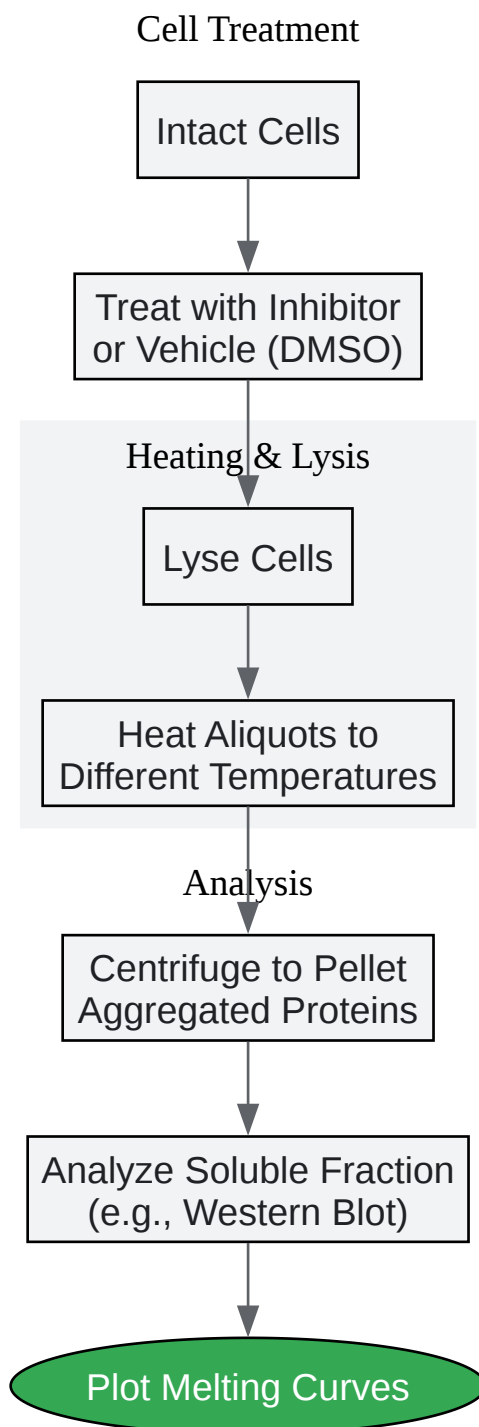 Cell Treatment
Intact Cells
Treat with Inhibitor
or Vehicle (DMSO)
Heating & Lysis
Lyse Cells
Heat Aliquots to
Different Temperatures
Analysis
Centrifuge to Pellet
Aggregated Proteins
Analyze Soluble Fraction
(e.g., Western Blot)
Plot Melting Curves